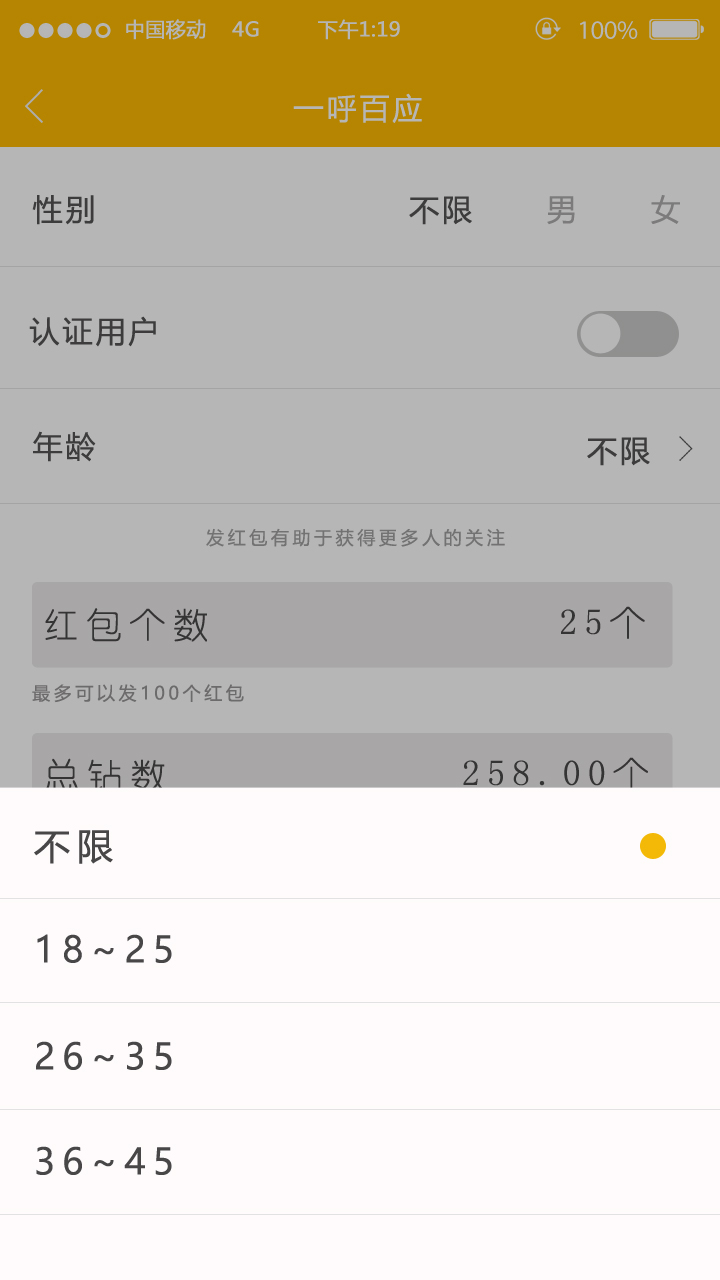 中国移动 4G 下午1:19 100%
一呼百应
性别 不限 男 女
认证用户
年龄 不限
发红包有助于获得更多人的关注
红包个数 25个
最多可以发100个红包
总钻数 258.00个
不限
18~25
26~35
36~45